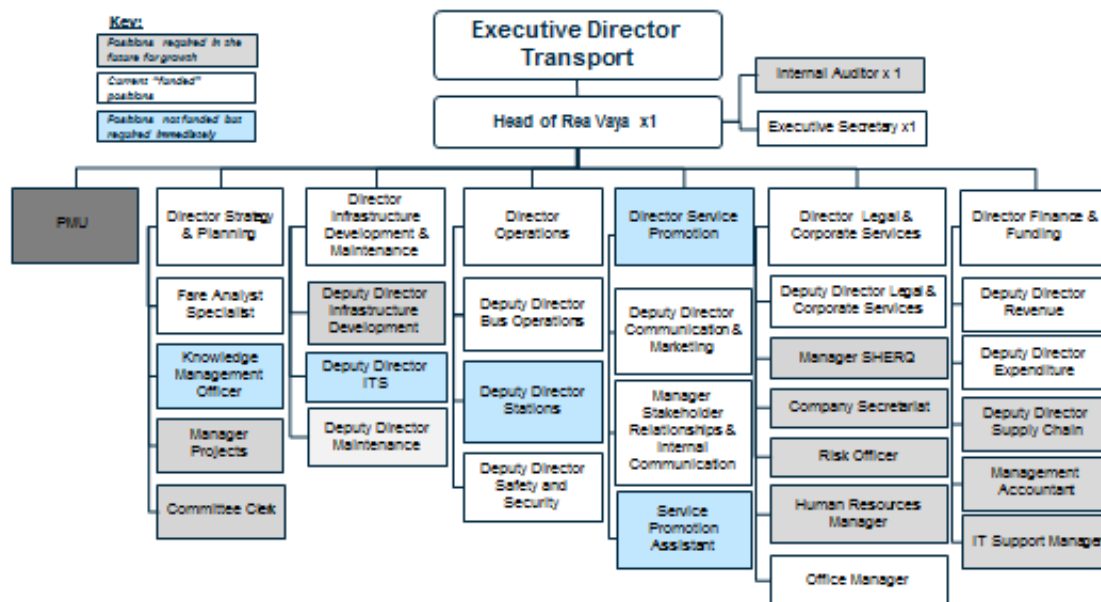 Key:
Positions required in the
future for growth
Current "funded"
positions
Positions not funded but
required immediately
Executive Director
Transport
Internal Auditor x 1
Head of Rea Vaya x1
Executive Secretary x1
PMU
Director Strategy
& Planning
Fare Analyst
Specialist
Knowledge
Management
Officer
Manager
Projects
Committee Clerk
Director
Infrastructure
Development &
Maintenance
Deputy Director
Infrastructure
Development
Deputy Director
ITS
Deputy Director
Maintenance
Director
Operations
Deputy Director
Bus Operations
Deputy Director
Stations
Deputy Director
Safety and
Security
Director Service
Promotion
Deputy Director
Communication &
Marketing
Manager
Stakeholder
Relationships &
Internal
Communication
Service
Promotion
Assistant
Director Legal &
Corporate Services
Deputy Director Legal &
Corporate Services
Manager SHERQ
Company Secretariat
Risk Officer
Human Resources
Manager
Office Manager
Director Finance &
Funding
Deputy Director
Revenue
Deputy Director
Expenditure
Deputy Director
Supply Chain
Management
Accountant
IT Support Manager